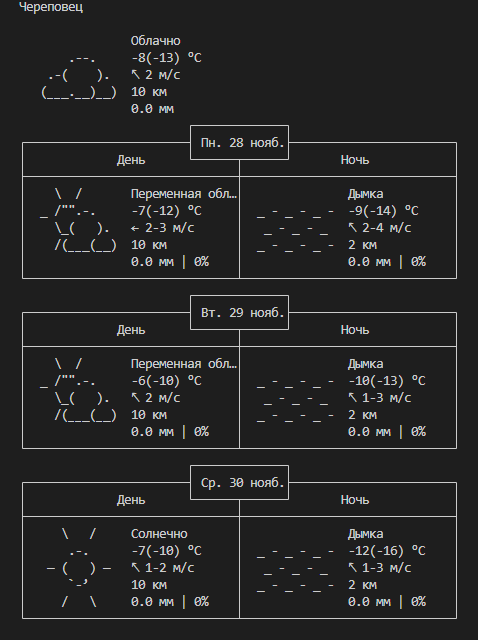 Череповец
Облачно
-8(-13) °C
↖ 2 м/с
10 км
0.0 мм
Пн. 28 нояб.
День Ночь
Переменная обл… Дымка
-7(-12) °C -9(-14) °C
← 2-3 м/с ↖ 2-4 м/с
10 км 2 км
0.0 мм | 0% 0.0 мм | 0%
Вт. 29 нояб.
День Ночь
Переменная обл… Дымка
-6(-10) °C -10(-13) °C
↖ 2 м/с ↖ 1-3 м/с
10 км 2 км
0.0 мм | 0% 0.0 мм | 0%
Ср. 30 нояб.
День Ночь
Солнечно Дымка
-7(-10) °C -12(-16) °C
↖ 1-2 м/с ↖ 1-3 м/с
10 км 2 км
0.0 мм | 0% 0.0 мм | 0%